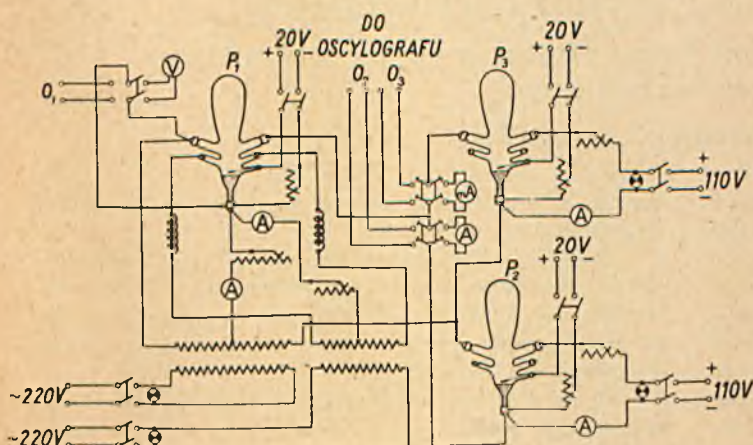 DO
OSCYLOGRAFU
O₁
V
P₁
+ 20V −
O₂ O₃
P₃
+ 20V −
mA
A
A
A
A
+
110V
−
P₂
+ 20V −
A
+
110V
−
~220V
~220V